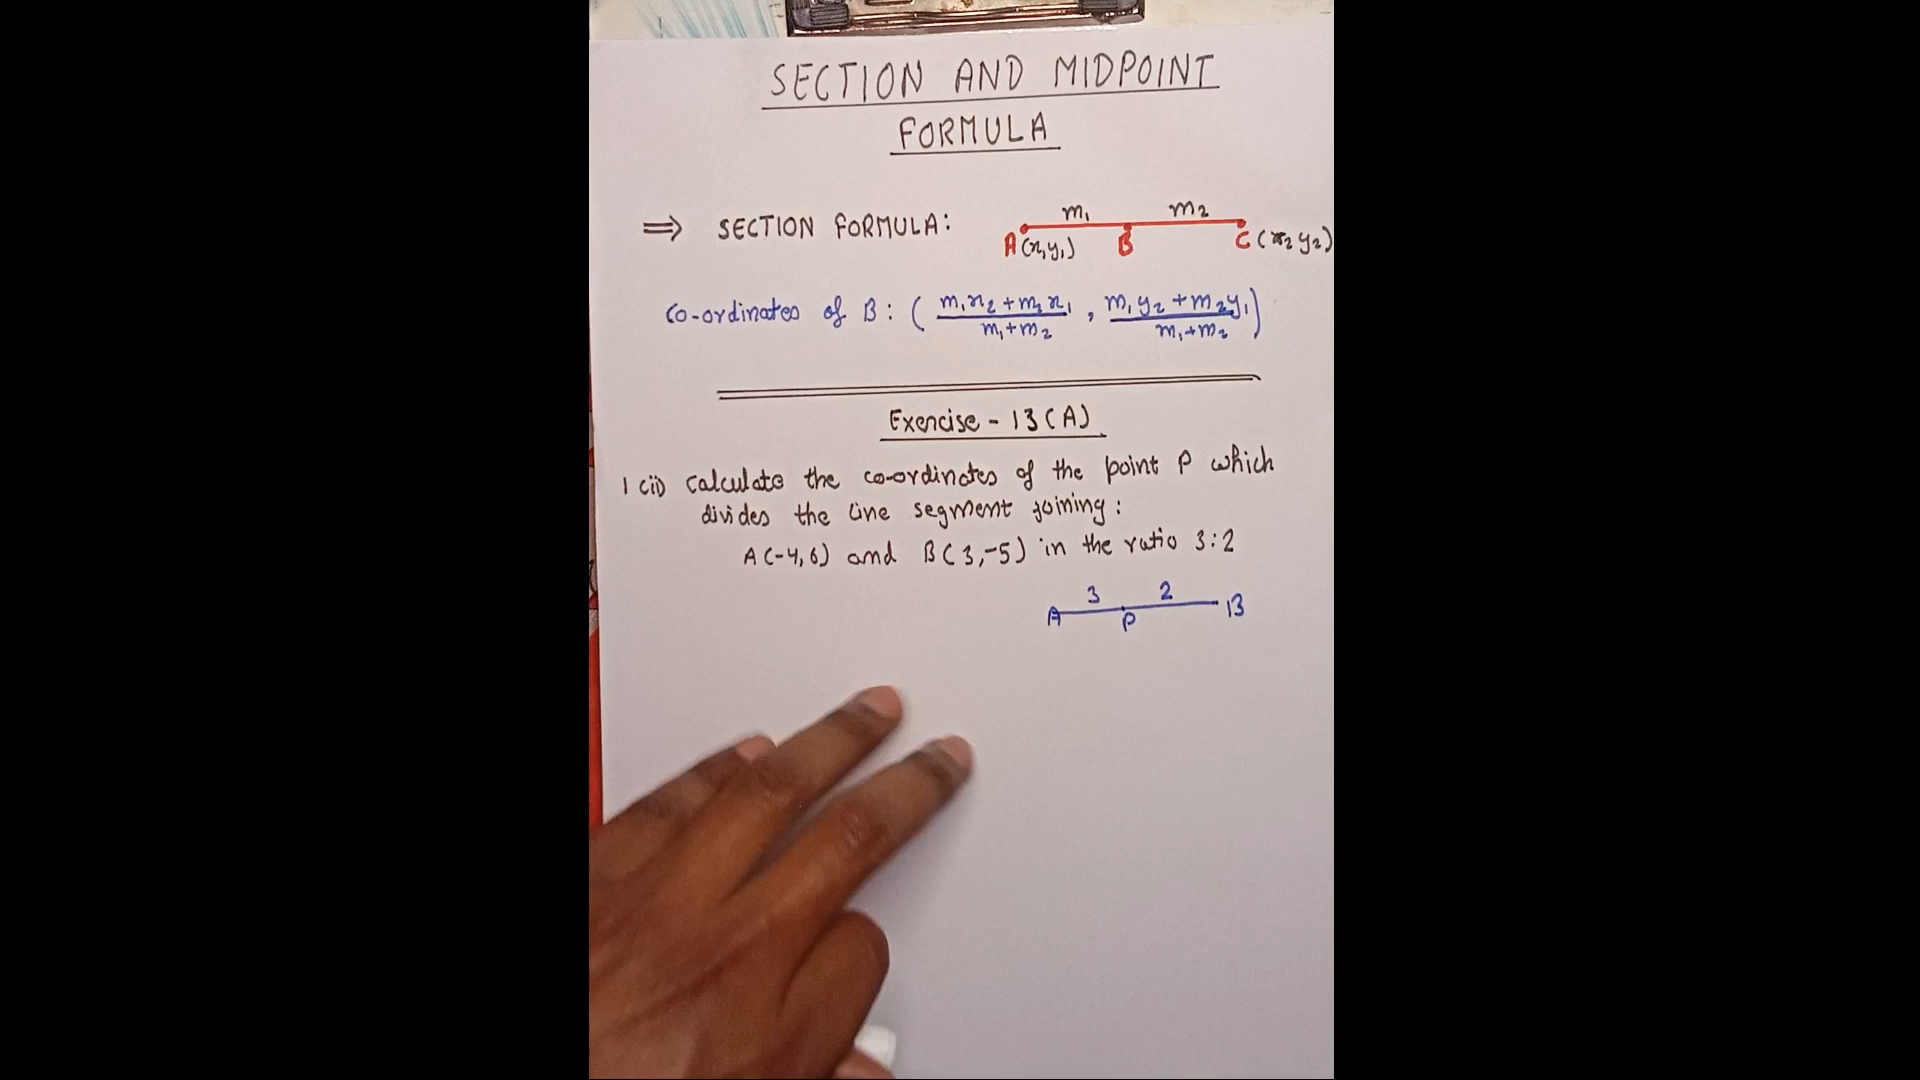 SECTION AND MIDPOINT
FORMULA
⇒ SECTION FORMULA:
m₁ m₂
A(x₁y₁) B C(x₂ y₂)
Co-ordinates of B: ( m₁x₂+m₂x₁ / m₁+m₂ , m₁y₂+m₂y₁ / m₁+m₂ )
Exercise - 13(A)
1 (ii) Calculate the co-ordinates of the point P which
divides the line segment joining:
A(-4,6) and B(3,-5) in the ratio 3:2
3 2
A P B